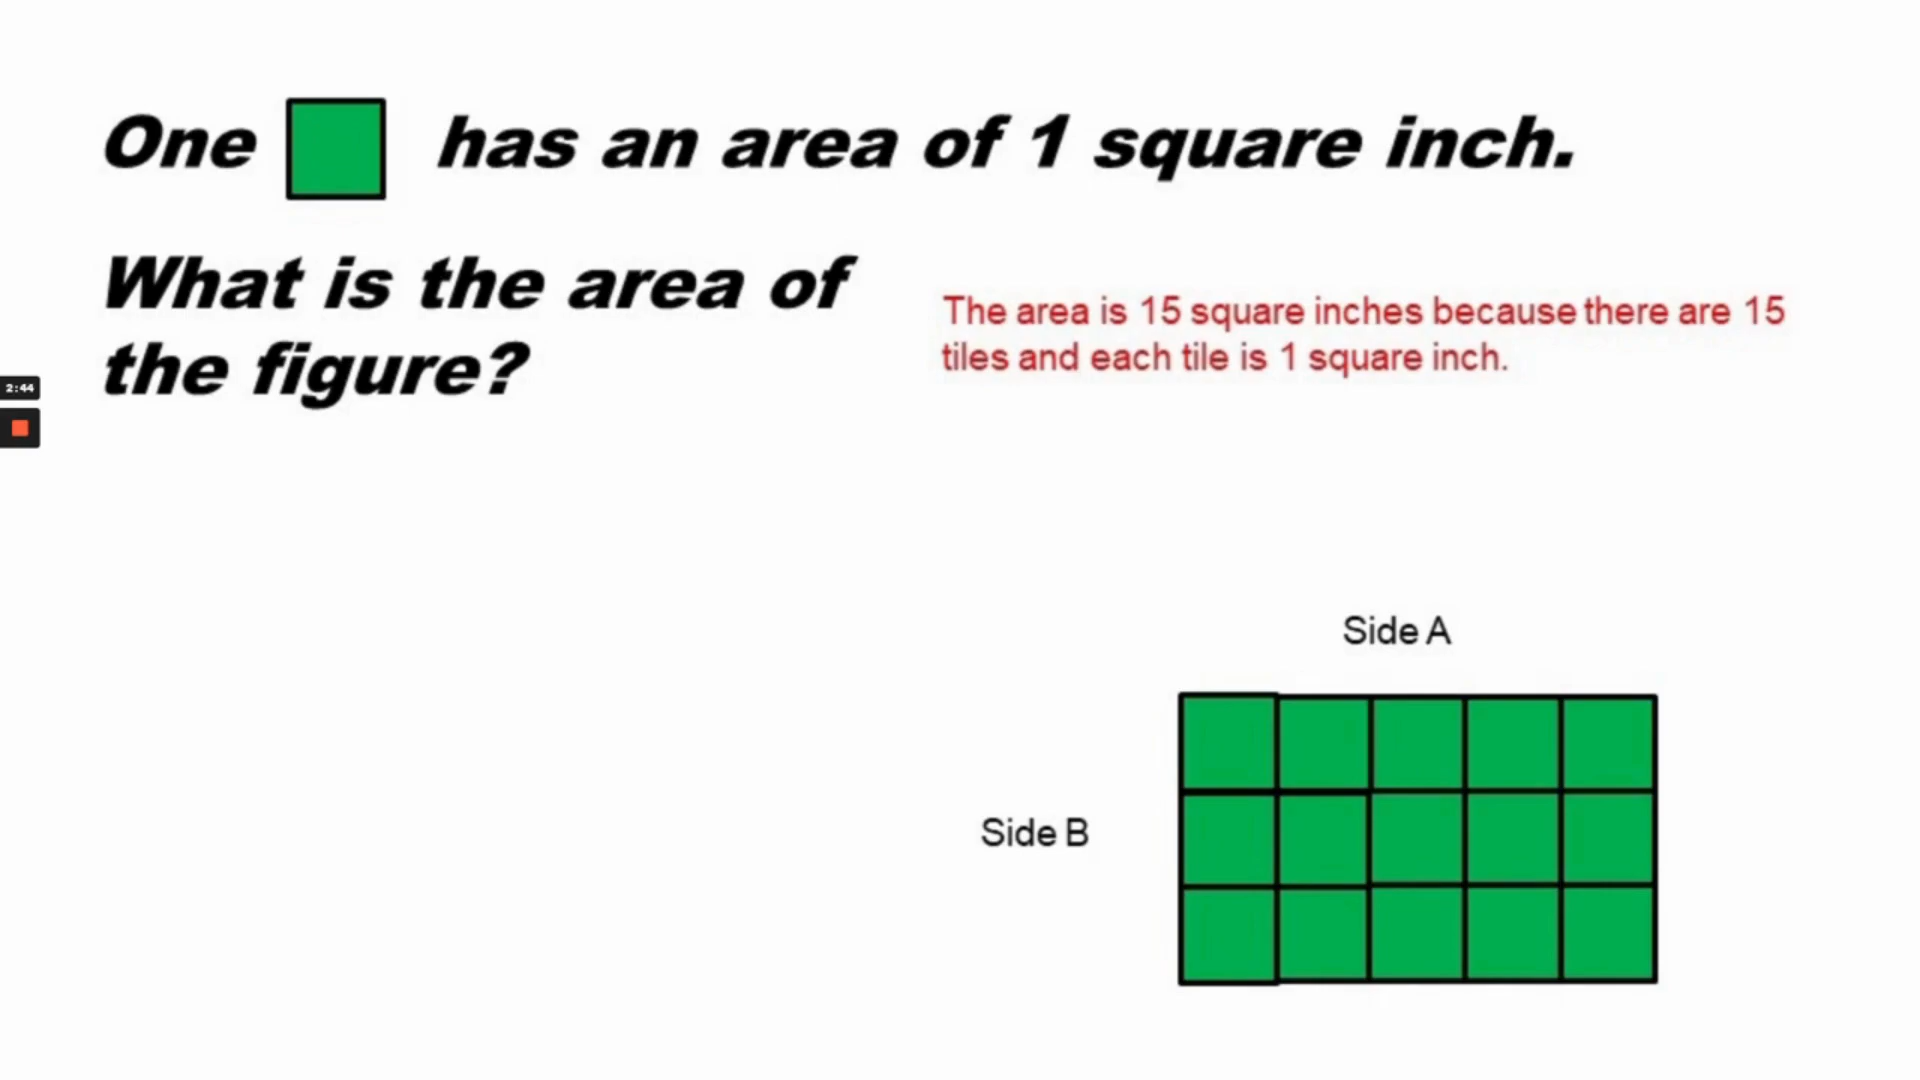 One has an area of 1 square inch.
What is the area of
the figure?
The area is 15 square inches because there are 15
tiles and each tile is 1 square inch.
2:44
Side A
Side B